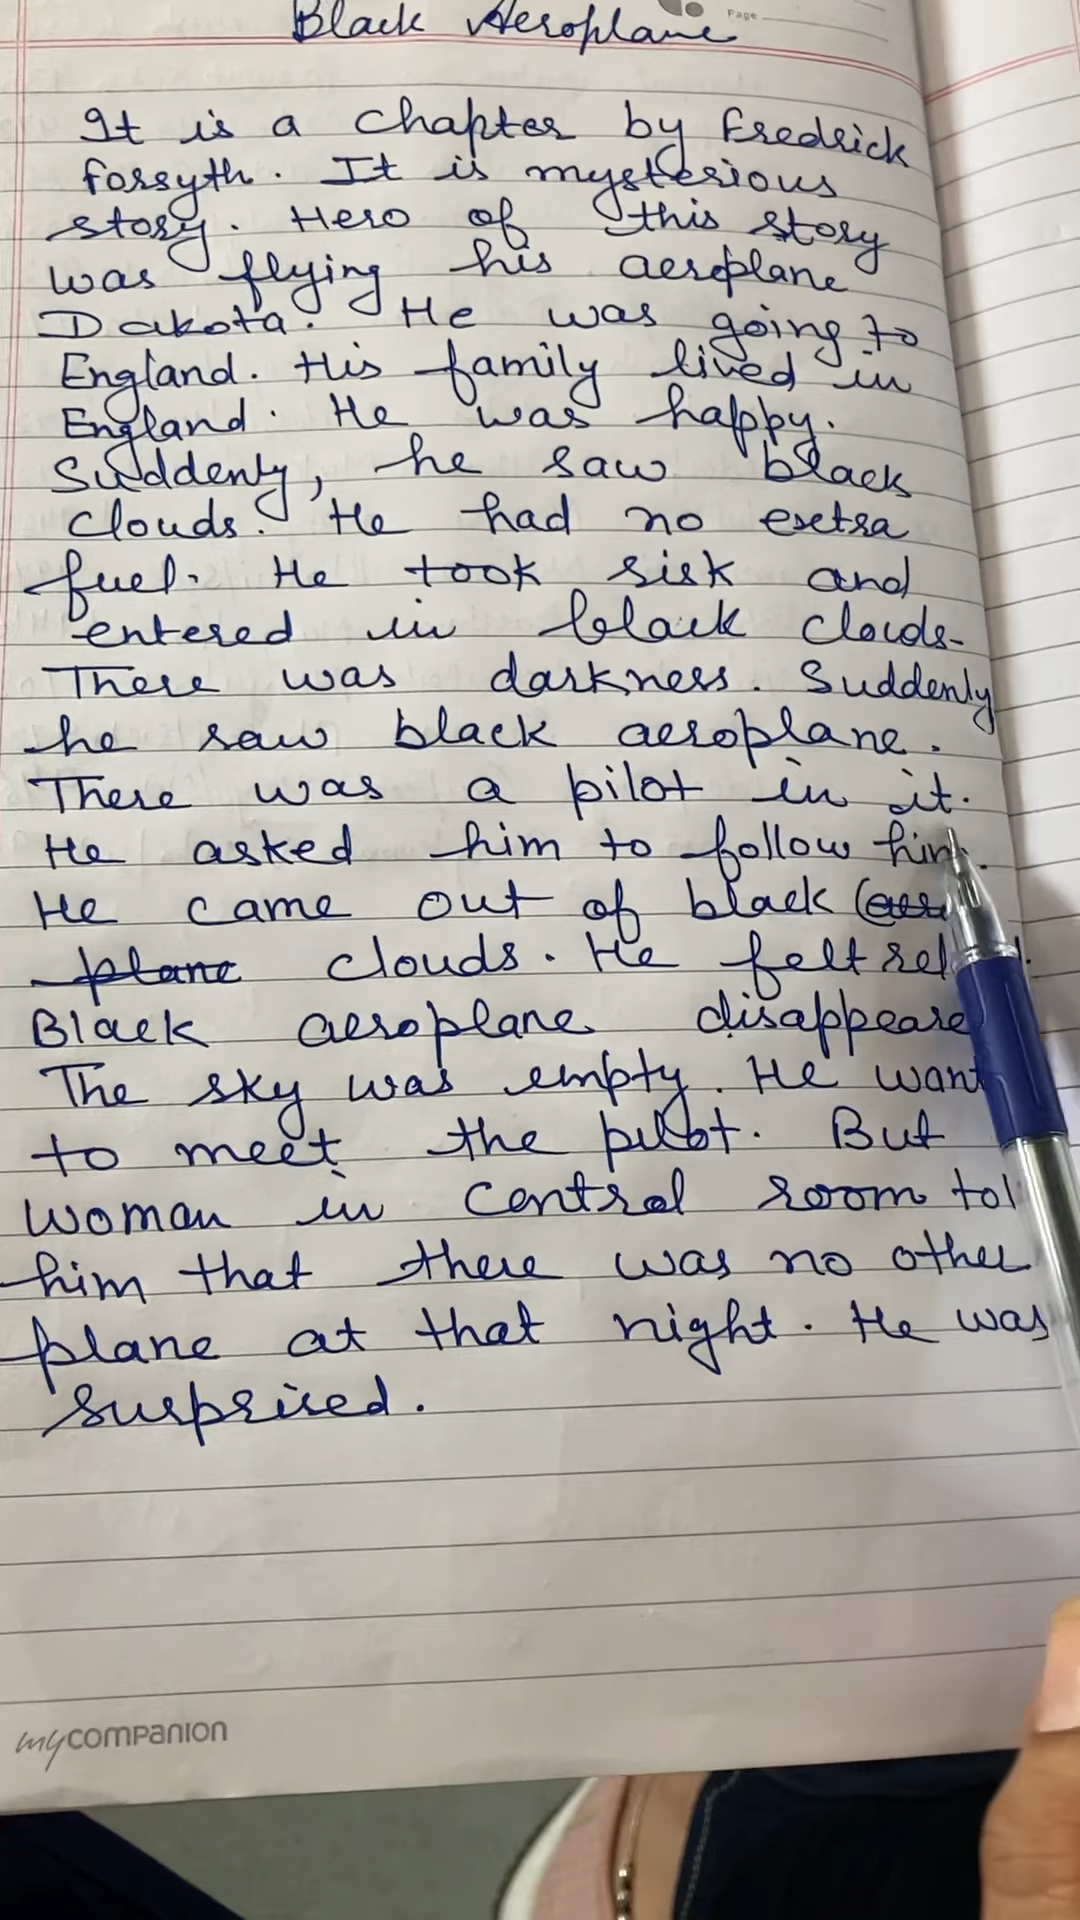 Page
Black Aeroplane
It is a chapter by Fredrick
Forsyth. It is mysterious
story. Hero of this story
was flying his aeroplane
Dakota. He was going to
England. His family lived in
England. He was happy.
Suddenly, he saw black
clouds. He had no extra
fuel. He took risk and
entered in black clouds.
There was darkness. Suddenly
he saw black aeroplane.
There was a pilot in it.
He asked him to follow him.
He came out of black
plane clouds. He felt
Black aeroplane disappeare
The sky was empty. He want
to meet the pilot. But
woman in control room tol
him that there was no other
plane at that night. He was
surprised.
mycompanion